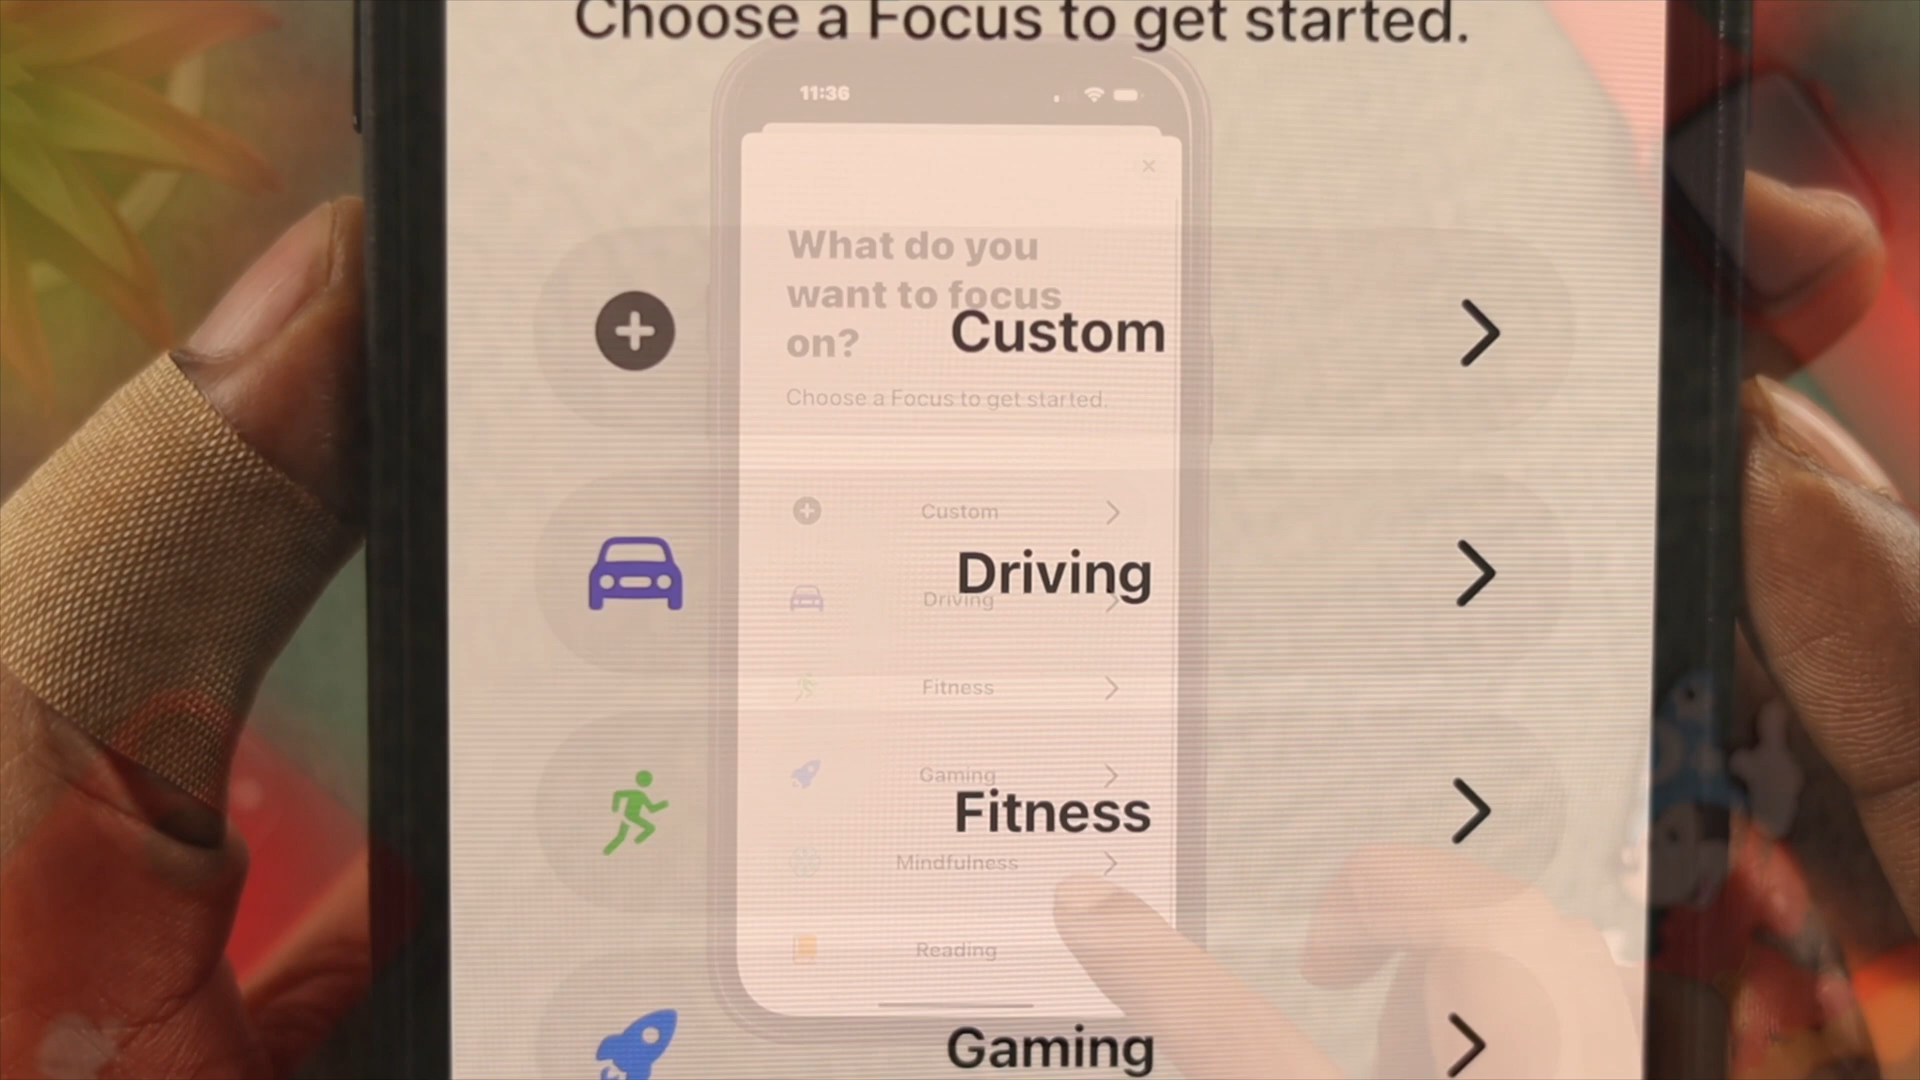 Choose a Focus to get started.
11:36
What do you
want to focus
on?
Choose a Focus to get started.
Custom
Driving
Fitness
Gaming
Custom
Driving
Fitness
Gaming
Mindfulness
Reading